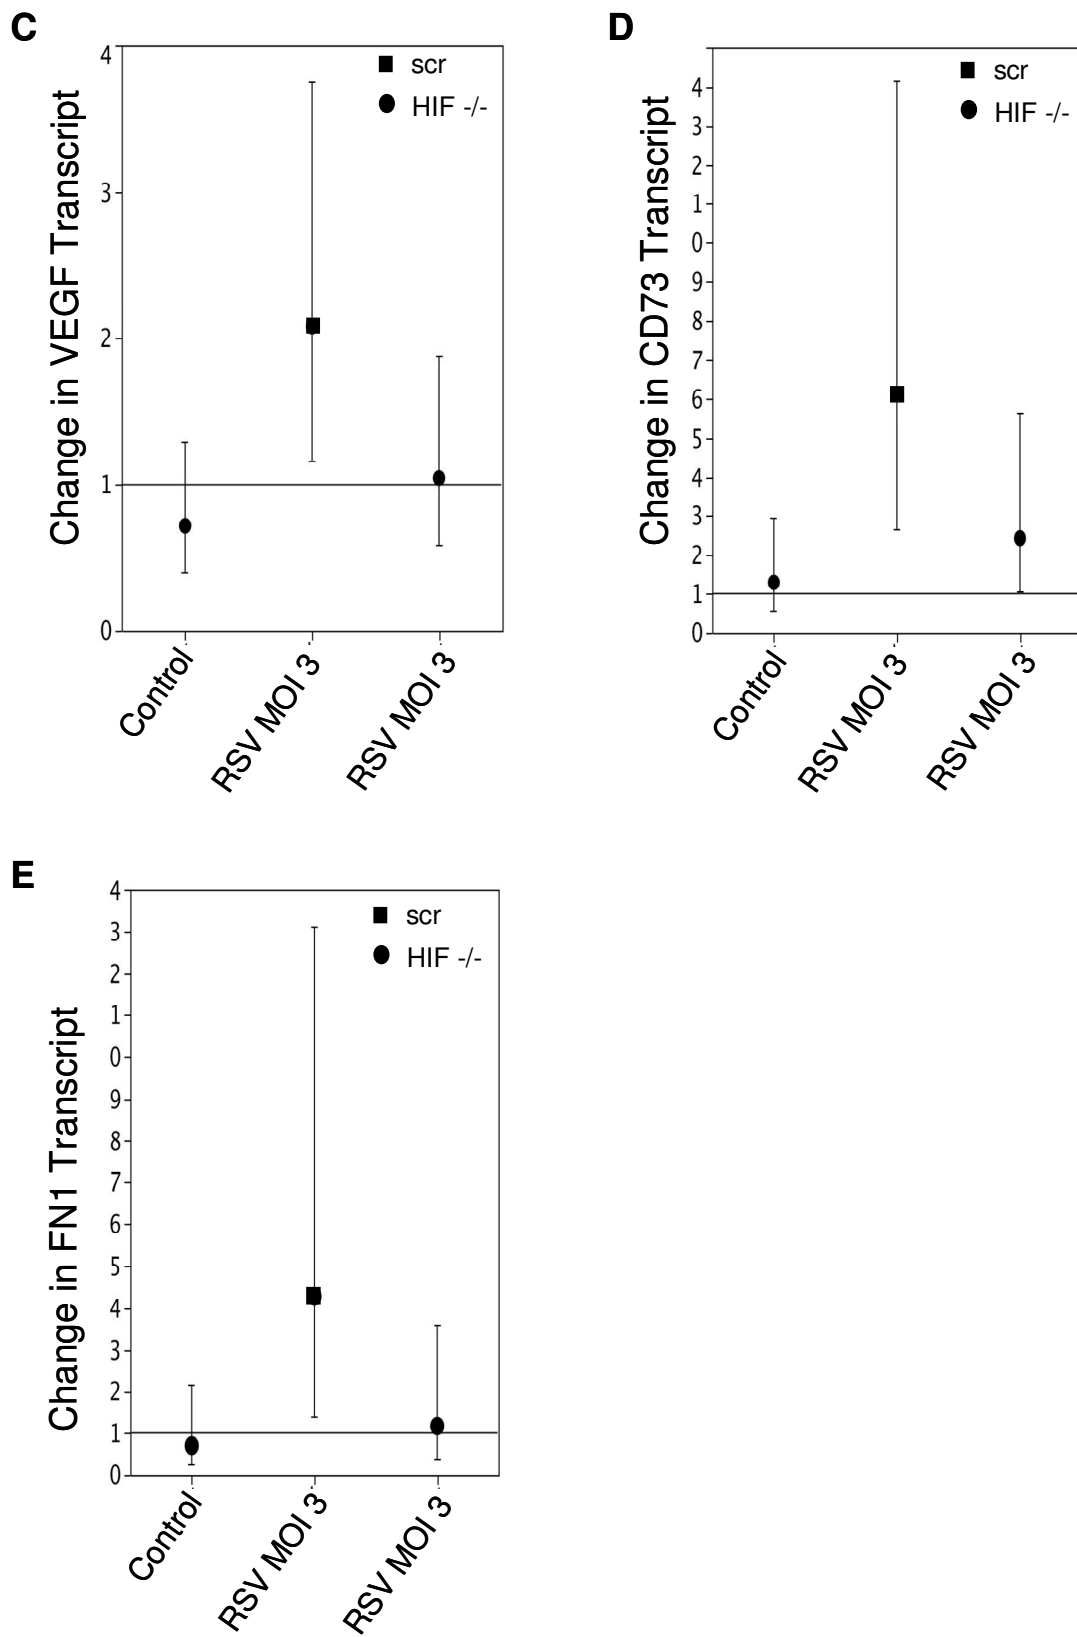 C
Change in VEGF Transcript
4
3
2
1
0
scr
HIF -/-
Control
RSV MOI 3
RSV MOI 3
D
Change in CD73 Transcript
4
3
2
1
0
9
8
7
6
5
4
3
2
1
0
scr
HIF -/-
Control
RSV MOI 3
RSV MOI 3
E
Change in FN1 Transcript
4
3
2
1
0
9
8
7
6
5
4
3
2
1
0
scr
HIF -/-
Control
RSV MOI 3
RSV MOI 3